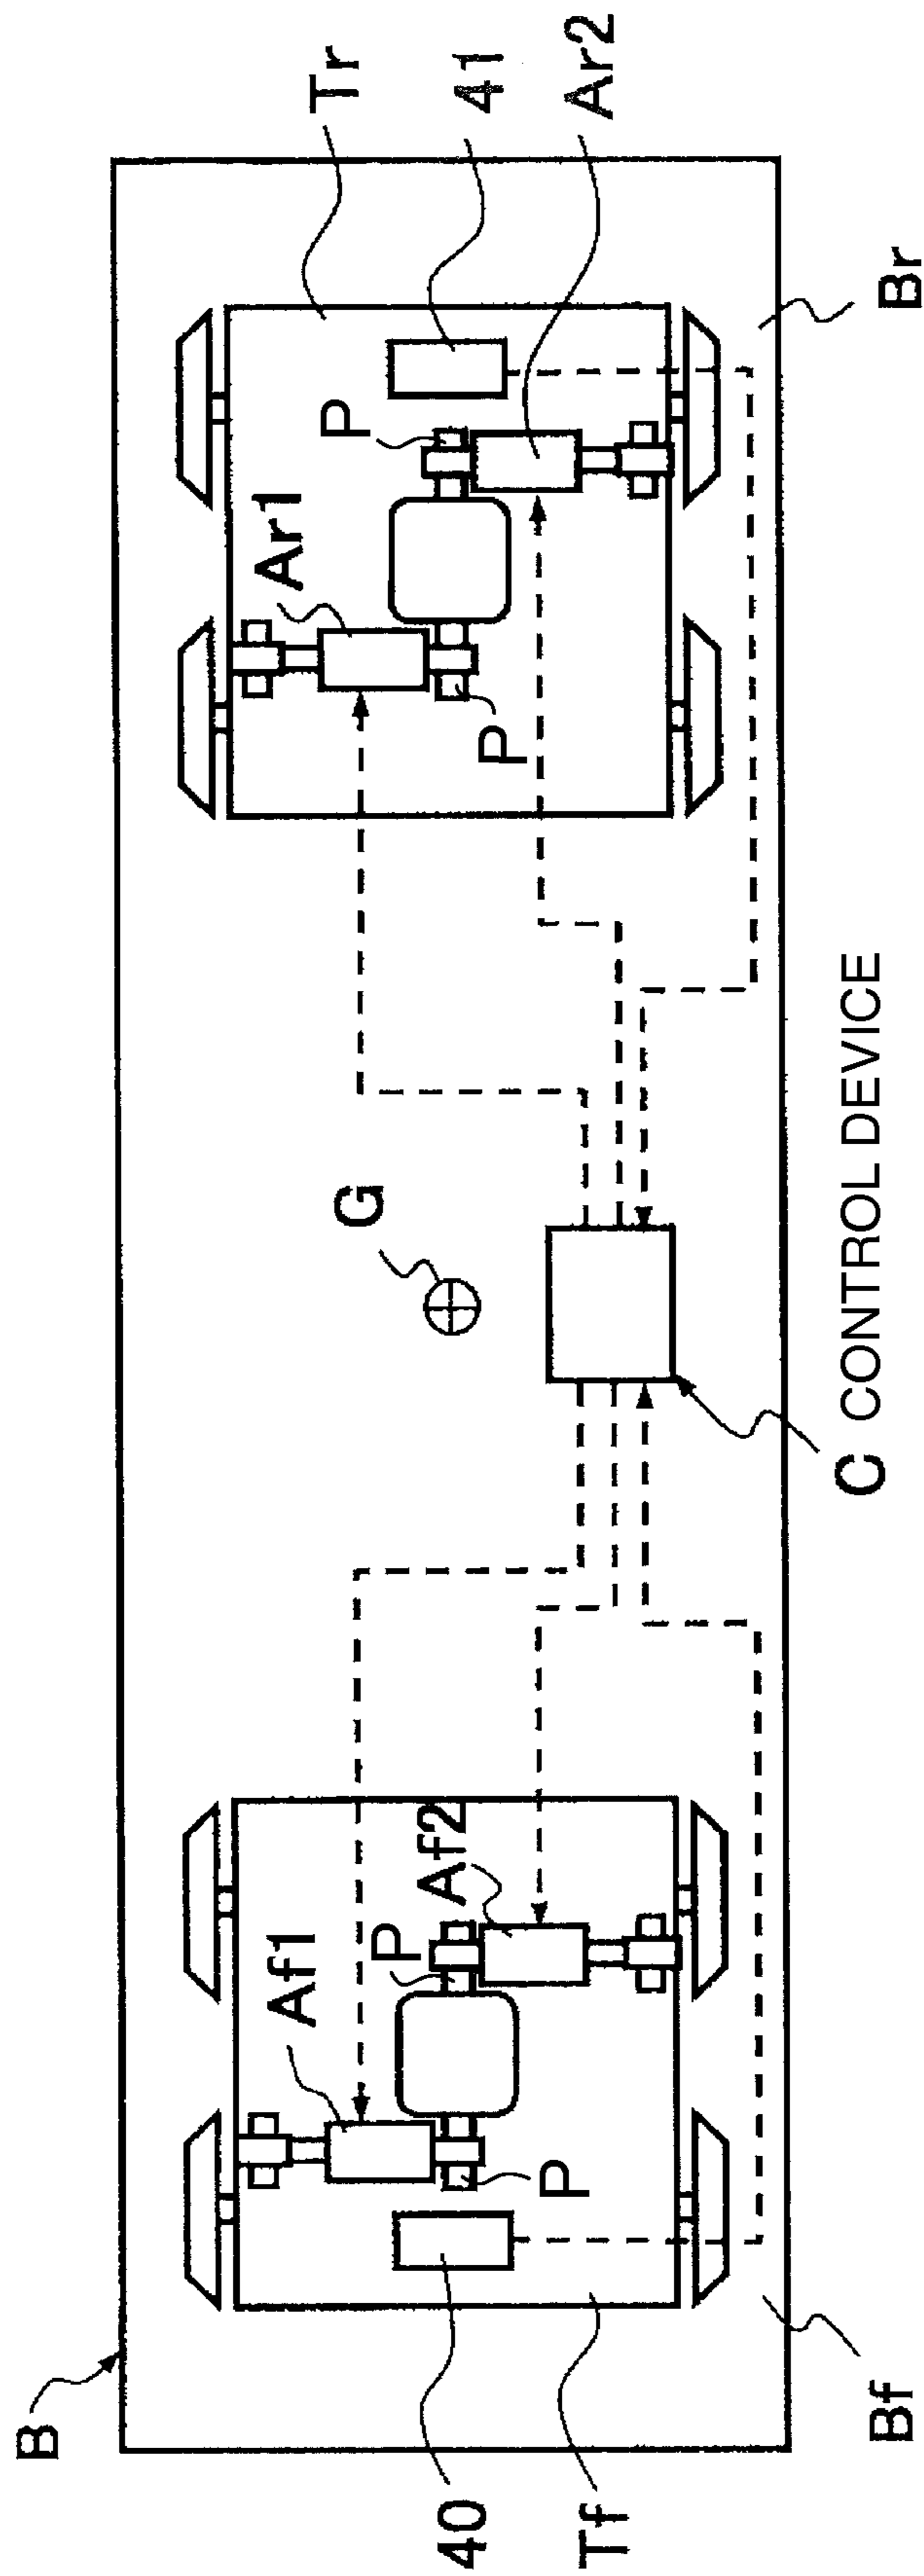 B
40
Tf
Bf
Af1
P
P
Af2
G
C CONTROL DEVICE
Ar1
P
P
Tr
41
Ar2
Br